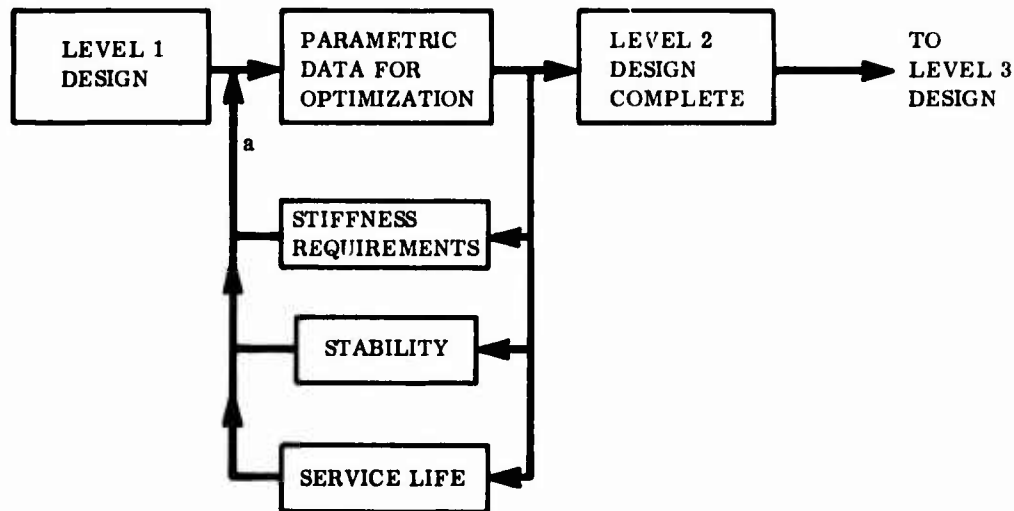 LEVEL 1
DESIGN
PARAMETRIC
DATA FOR
OPTIMIZATION
LEVEL 2
DESIGN
COMPLETE
TO
LEVEL 3
DESIGN
a
STIFFNESS
REQUIREMENTS
STABILITY
SERVICE LIFE